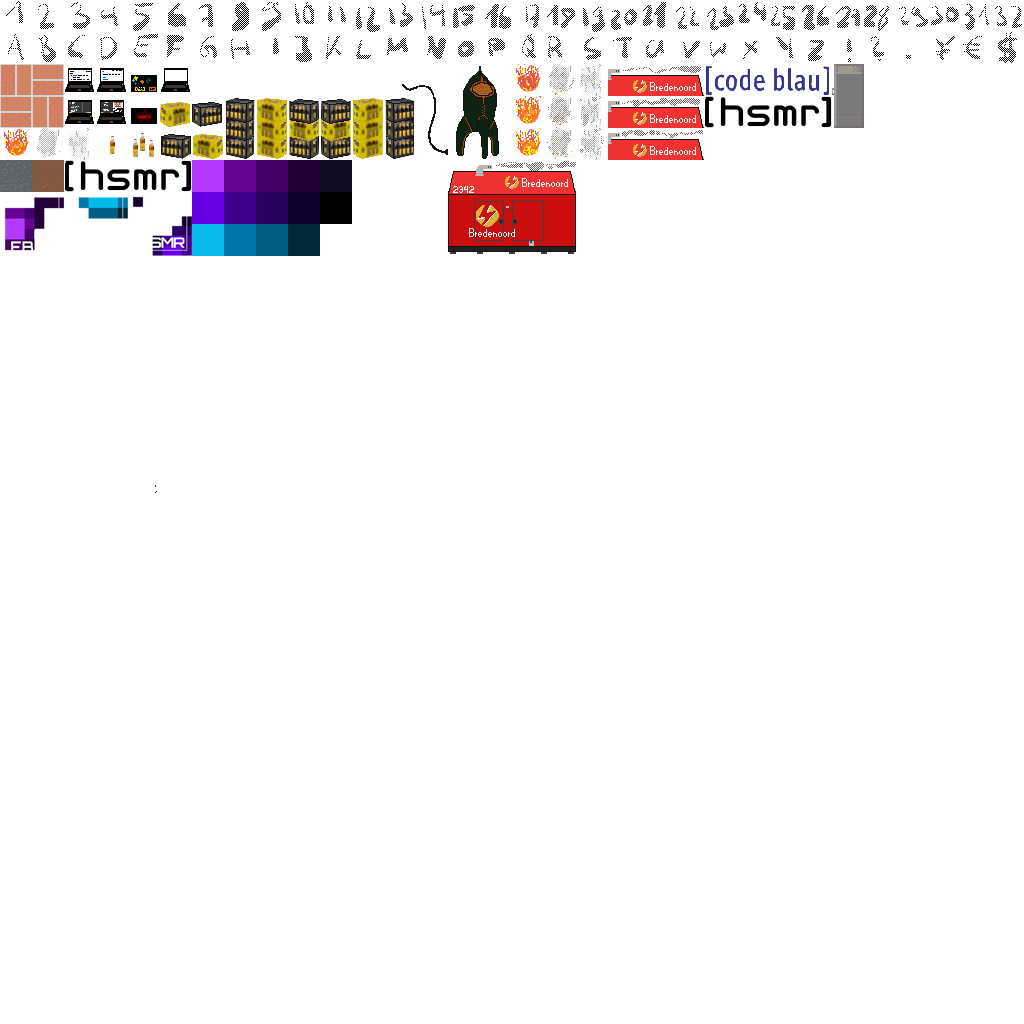 1 2 3 4 5 6 7 8 9 10 11 12 13 14 15 16 17 18 19 20 21 22 23 24 25 26 27 28 29 30 31 32
A B C D E F G H I J K L M N O P Q R S T U V W X Y Z ! ? . ¥ € $
Bredenoord [code blau]
Bredenoord [hsmr]
Bredenoord
[hsmr]
Bredenoord
2942
Bredenoord
SMR